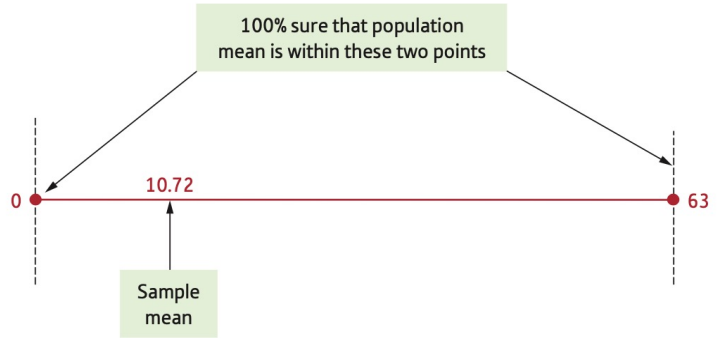 100% sure that population
mean is within these two points
10.72
0
63
Sample
mean